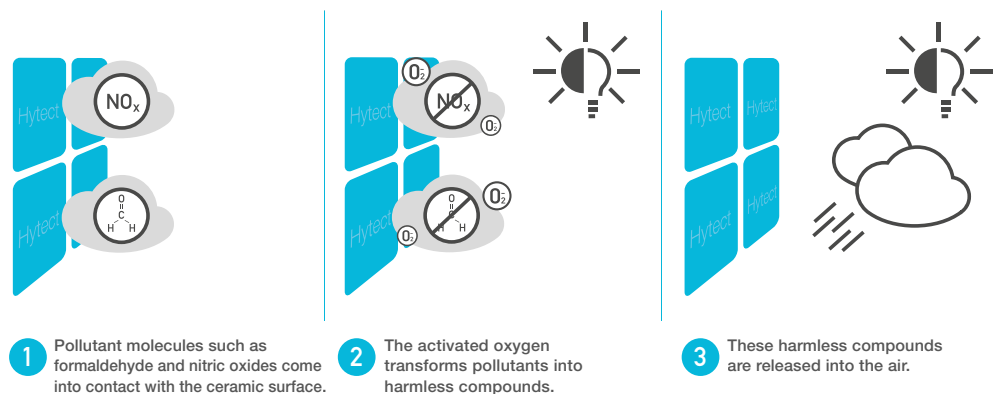 Hytect
NOx
Hytect
O
C
H H
Hytect
O₂⁻
NOx
O₂⁻
Hytect
O₂⁻
O
C
H H
O₂⁻
Hytect
Hytect
Hytect
Hytect
1 Pollutant molecules such as
formaldehyde and nitric oxides come
into contact with the ceramic surface.
2 The activated oxygen
transforms pollutants into
harmless compounds.
3 These harmless compounds
are released into the air.